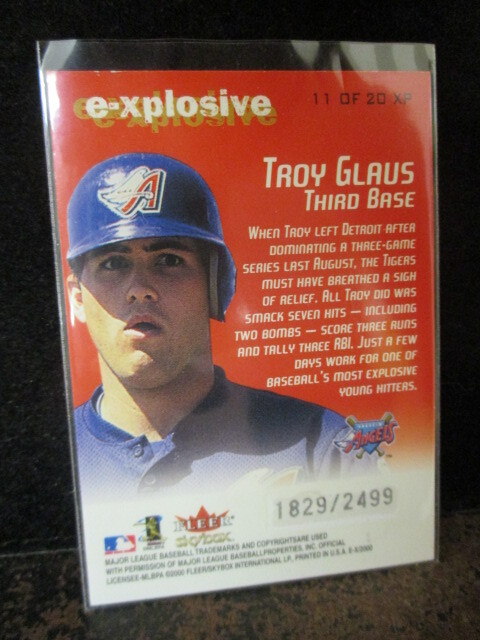 e-xplosive
e-xplosive
11 OF 20 XP
TROY GLAUS
THIRD BASE
WHEN TROY LEFT DETROIT AFTER
DOMINATING A THREE-GAME
SERIES LAST AUGUST, THE TIGERS
MUST HAVE BREATHED A SIGH
OF RELIEF. ALL TROY DID WAS
SMACK SEVEN HITS — INCLUDING
TWO BOMBS — SCORE THREE RUNS
AND TALLY THREE RBI. JUST A FEW
DAYS WORK FOR ONE OF
BASEBALL'S MOST EXPLOSIVE
YOUNG HITTERS.
A
ANAHEIM
ANGELS
TM
1829/2499
FLEER
skybox
MAJOR LEAGUE BASEBALL TRADEMARKS AND COPYRIGHTS ARE USED
WITH PERMISSION OF MAJOR LEAGUE BASEBALL PROPERTIES, INC. OFFICIAL
LICENSEE-MLBPA ©2000 FLEER/SKYBOX INTERNATIONAL LP. PRINTED IN U.S.A. E-X/2000